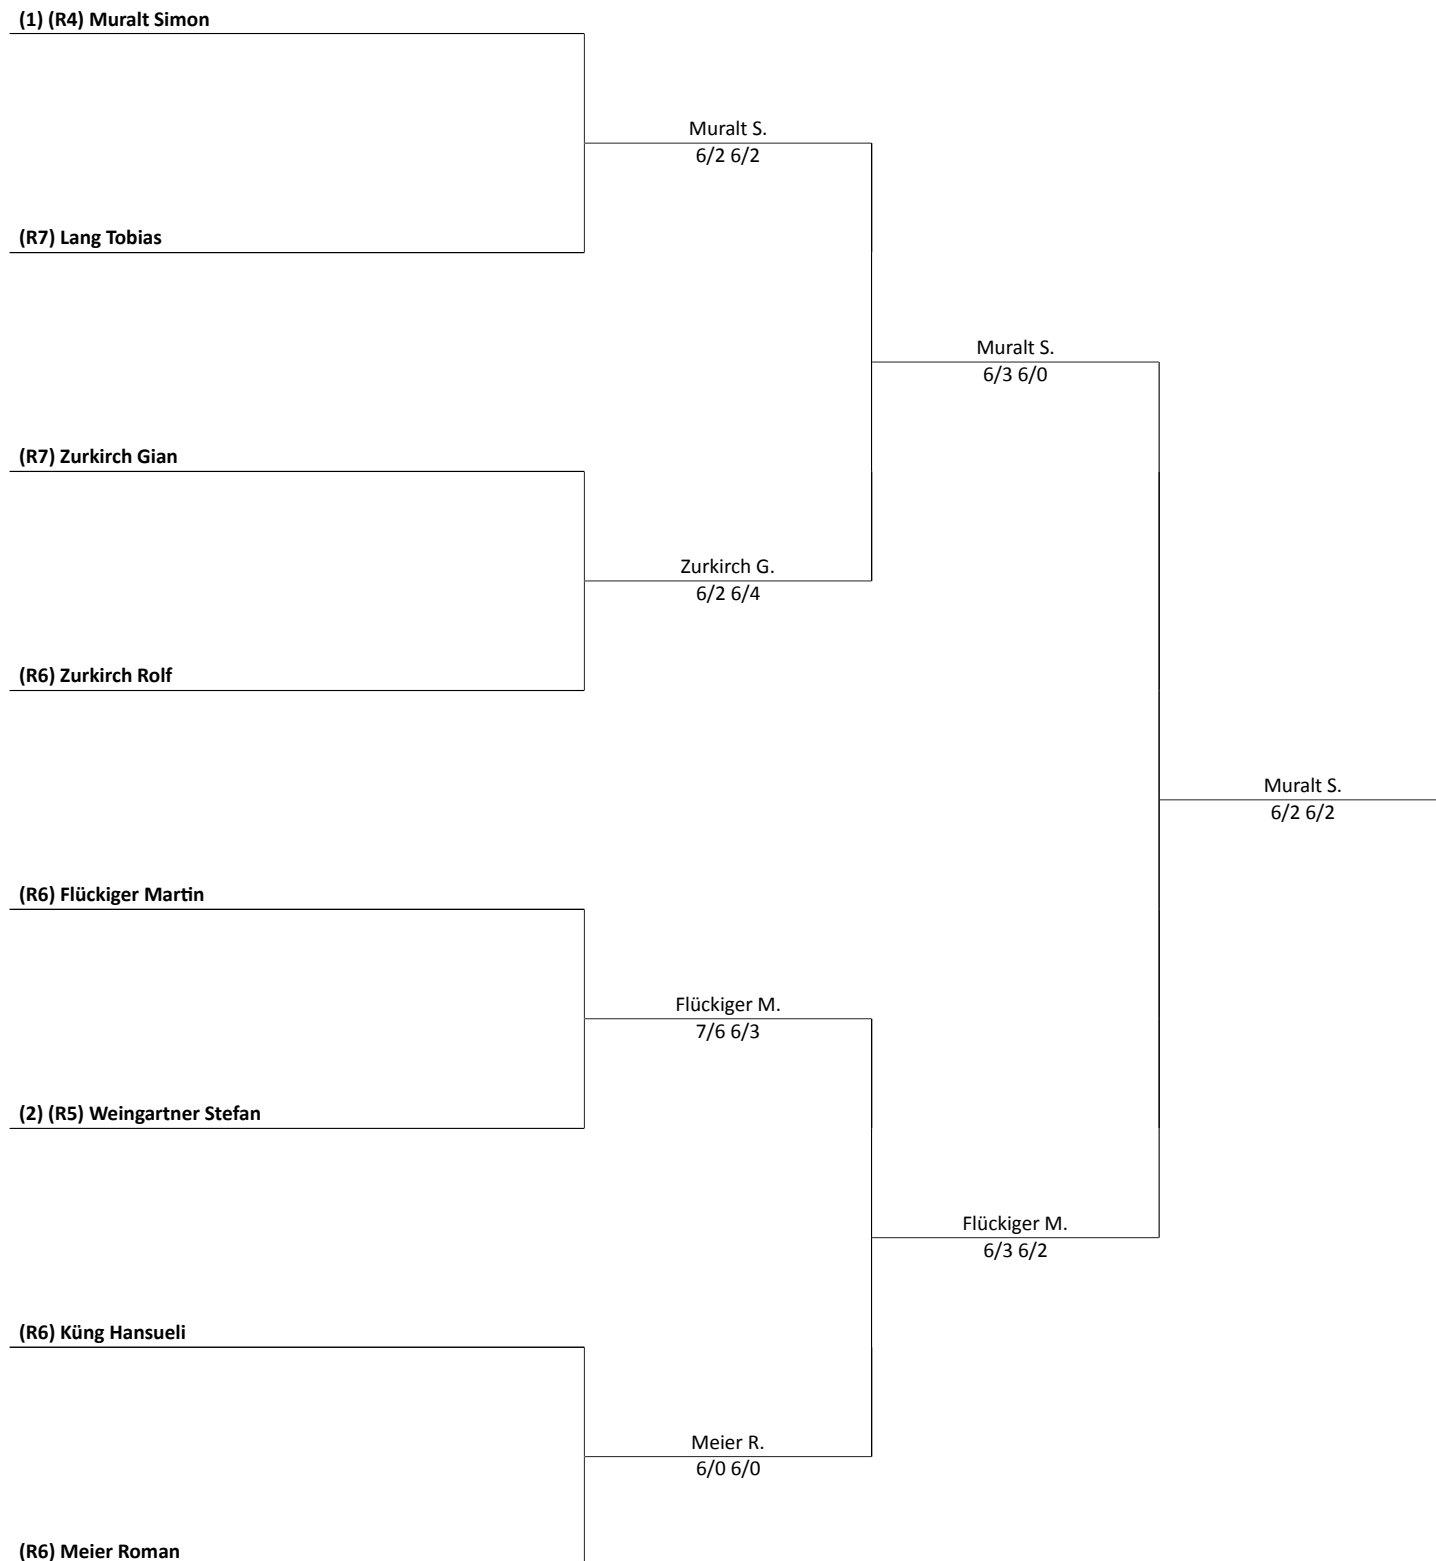 (1) (R4) Muralt Simon
Muralt S.
6/2 6/2
(R7) Lang Tobias
Muralt S.
6/3 6/0
(R7) Zurkirch Gian
Zurkirch G.
6/2 6/4
(R6) Zurkirch Rolf
Muralt S.
6/2 6/2
(R6) Flückiger Martin
Flückiger M.
7/6 6/3
(2) (R5) Weingartner Stefan
Flückiger M.
6/3 6/2
(R6) Küng Hansueli
Meier R.
6/0 6/0
(R6) Meier Roman